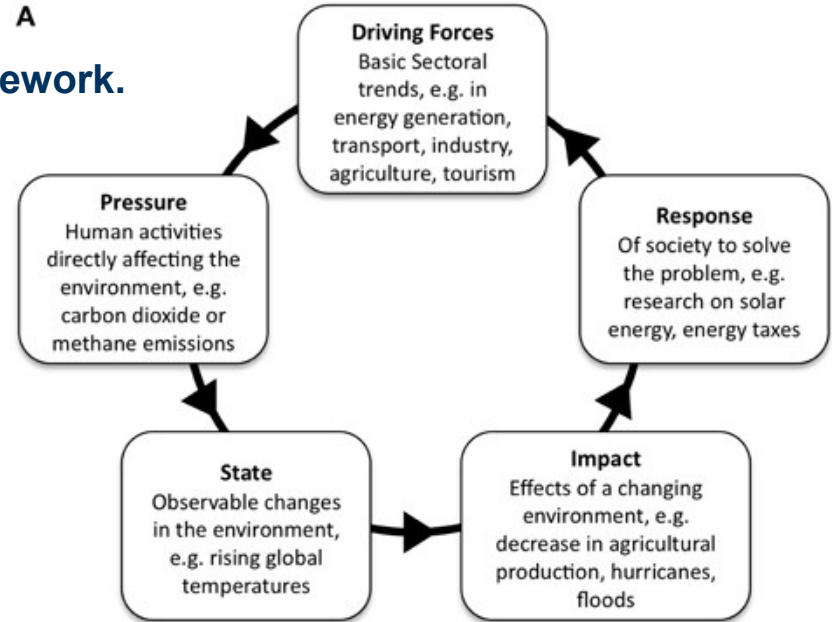 A
ework.
Driving Forces
Basic Sectoral
trends, e.g. in
energy generation,
transport, industry,
agriculture, tourism
Pressure
Human activities
directly affecting the
environment, e.g.
carbon dioxide or
methane emissions
State
Observable changes
in the environment,
e.g. rising global
temperatures
Impact
Effects of a changing
environment, e.g.
decrease in agricultural
production, hurricanes,
floods
Response
Of society to solve
the problem, e.g.
research on solar
energy, energy taxes